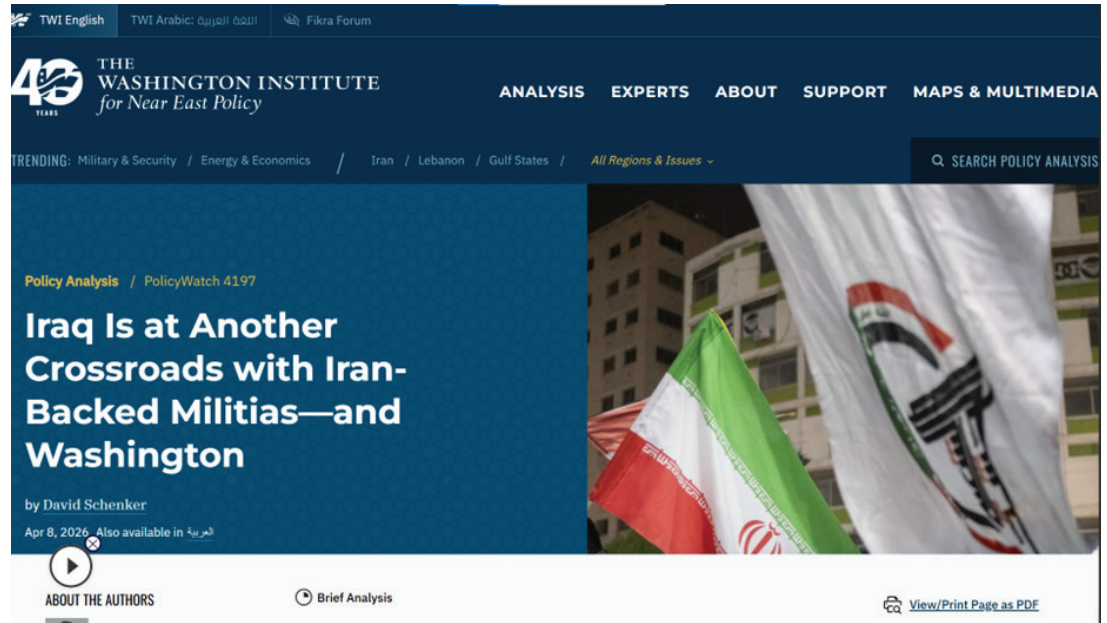 TWI English
TWI Arabic: اللغة العربية
Fikra Forum
40
YEARS
THE
WASHINGTON INSTITUTE
for Near East Policy
ANALYSIS
EXPERTS
ABOUT
SUPPORT
MAPS & MULTIMEDIA
TRENDING: Military & Security / Energy & Economics / Iran / Lebanon / Gulf States / All Regions & Issues
SEARCH POLICY ANALYSIS
Policy Analysis / PolicyWatch 4197
Iraq Is at Another
Crossroads with Iran-
Backed Militias—and
Washington
by David Schenker
Apr 8, 2026 Also available in العربية
ABOUT THE AUTHORS
Brief Analysis
View/Print Page as PDF